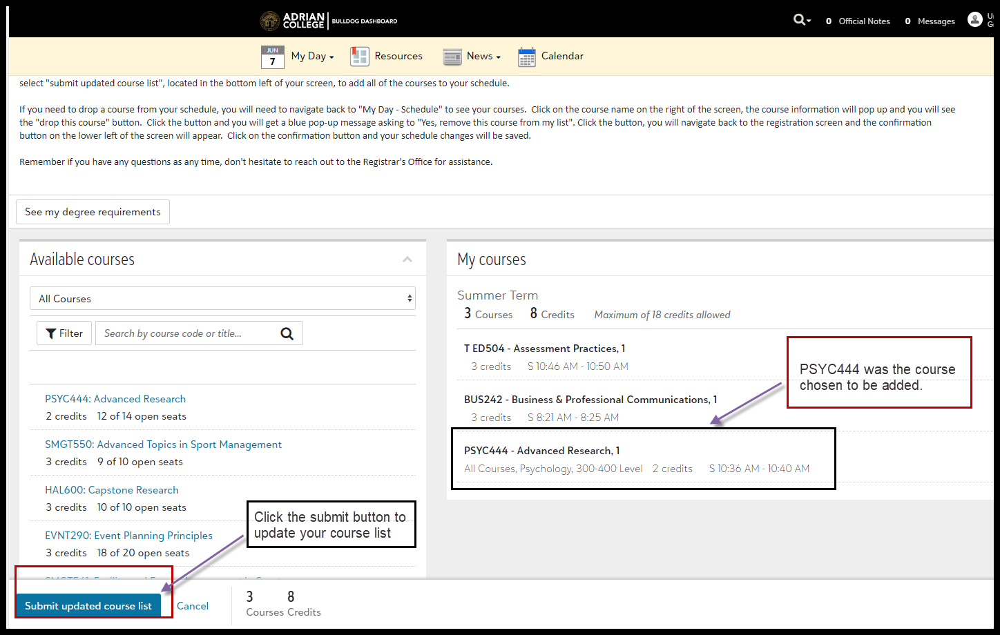 ADRIAN
COLLEGE
BULLDOG DASHBOARD
0 Official Notes 0 Messages
JUN
7
My Day
Resources
News
Calendar
select "submit updated course list", located in the bottom left of your screen, to add all of the courses to your schedule.
If you need to drop a course from your schedule, you will need to navigate back to "My Day - Schedule" to see your courses. Click on the course name on the right of the screen, the course information will pop up and you will see
the "drop this course" button. Click the button and you will get a blue pop-up message asking to "Yes, remove this course from my list". Click the button, you will navigate back to the registration screen and the confirmation
button on the lower left of the screen will appear. Click on the confirmation button and your schedule changes will be saved.
Remember if you have any questions as any time, don't hesitate to reach out to the Registrar's Office for assistance.
See my degree requirements
Available courses
All Courses
Filter
Search by course code or title...
PSYC444: Advanced Research
2 credits 12 of 14 open seats
SMGT550: Advanced Topics in Sport Management
3 credits 9 of 10 open seats
HAL600: Capstone Research
3 credits 10 of 10 open seats
EVNT290: Event Planning Principles
3 credits 18 of 20 open seats
Click the submit button to
update your course list
My courses
Summer Term
3 Courses 8 Credits Maximum of 18 credits allowed
T ED504 - Assessment Practices, 1
3 credits S 10:46 AM - 10:50 AM
BUS242 - Business & Professional Communications, 1
3 credits S 8:21 AM - 8:25 AM
PSYC444 - Advanced Research, 1
All Courses, Psychology, 300-400 Level 2 credits S 10:36 AM - 10:40 AM
PSYC444 was the course
chosen to be added.
Submit updated course list
Cancel
3 8
Courses Credits